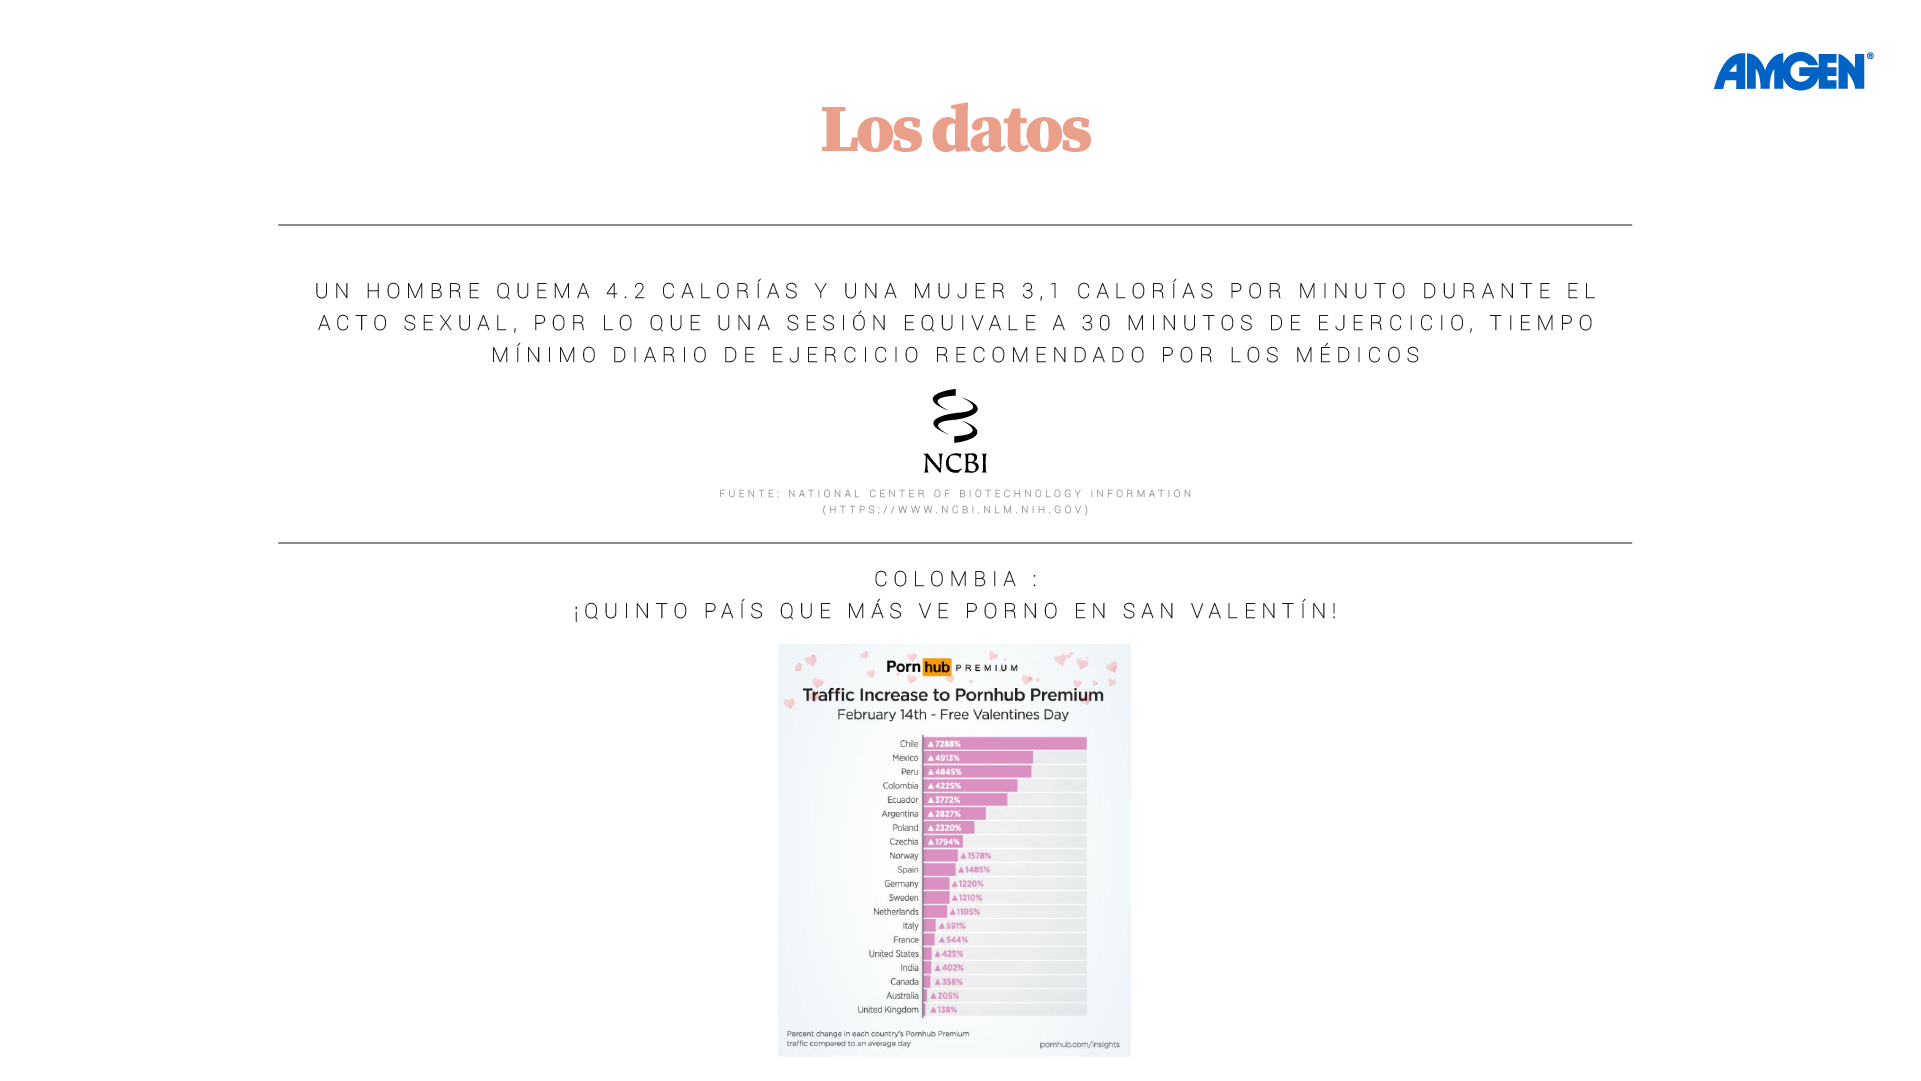 AMGEN®
Los datos
UN HOMBRE QUEMA 4.2 CALORÍAS Y UNA MUJER 3,1 CALORÍAS POR MINUTO DURANTE EL
ACTO SEXUAL, POR LO QUE UNA SESIÓN EQUIVALE A 30 MINUTOS DE EJERCICIO, TIEMPO
MÍNIMO DIARIO DE EJERCICIO RECOMENDADO POR LOS MÉDICOS
NCBI
FUENTE: NATIONAL CENTER OF BIOTECHNOLOGY INFORMATION
(HTTPS://WWW.NCBI.NLM.NIH.GOV)
COLOMBIA :
¡QUINTO PAÍS QUE MÁS VE PORNO EN SAN VALENTÍN!
Porn hub PREMIUM
Traffic Increase to Pornhub Premium
February 14th - Free Valentines Day
Chile ▲7288%
Mexico ▲4913%
Peru ▲4845%
Colombia ▲4225%
Ecuador ▲3772%
Argentina ▲2827%
Poland ▲2320%
Czechia ▲1794%
Norway ▲1578%
Spain ▲1485%
Germany ▲1220%
Sweden ▲1210%
Netherlands ▲1105%
Italy ▲591%
France ▲544%
United States ▲425%
India ▲402%
Canada ▲358%
Australia ▲205%
United Kingdom ▲138%
Percent change in each country's Pornhub Premium
traffic compared to an average day
pornhub.com/insights